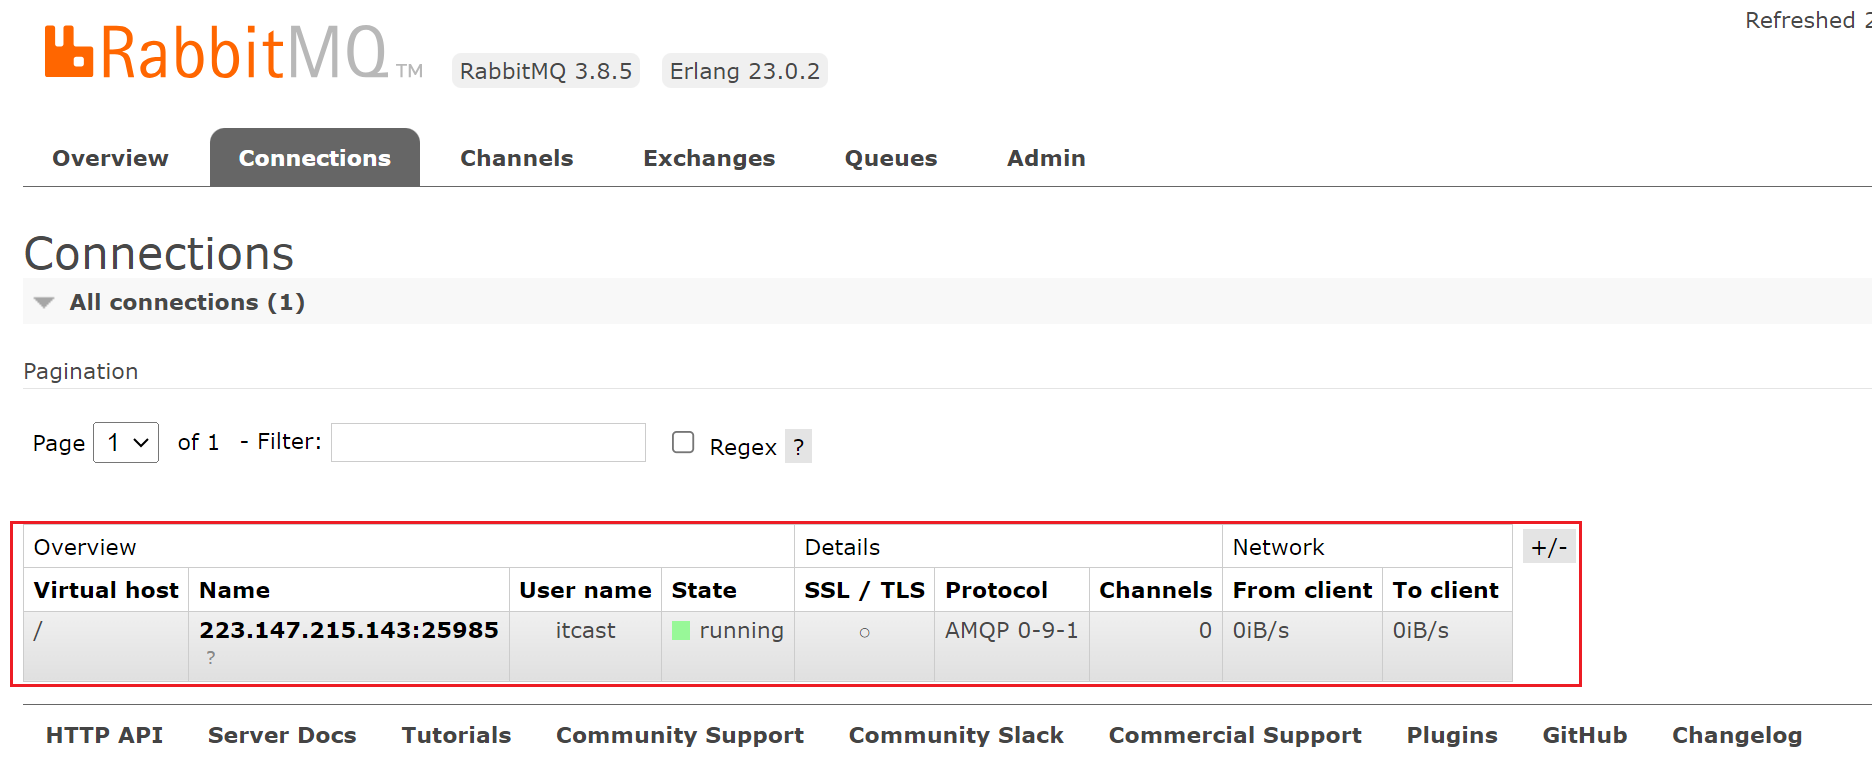 Refreshed 2
RabbitMQ TM
RabbitMQ 3.8.5 Erlang 23.0.2
Overview Connections Channels Exchanges Queues Admin
Connections
All connections (1)
Pagination
Page 1 of 1 - Filter: Regex ?
Overview Details Network +/-
Virtual host Name User name State SSL / TLS Protocol Channels From client To client
/ 223.147.215.143:25985 itcast running ○ AMQP 0-9-1 0 0iB/s 0iB/s
?
HTTP API Server Docs Tutorials Community Support Community Slack Commercial Support Plugins GitHub Changelog